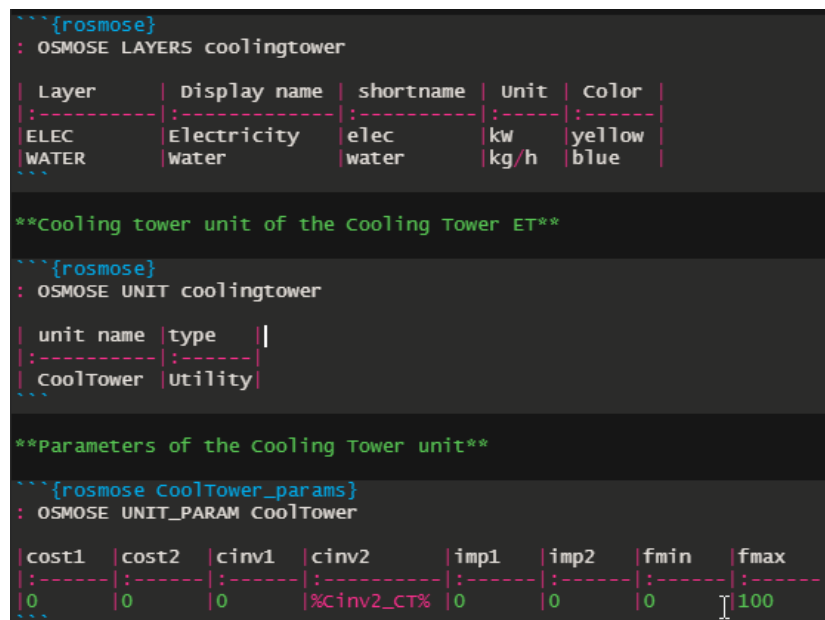 ```{rosmose}
: OSMOSE LAYERS coolingtower
| Layer      | Display name | shortname | Unit | Color |
|:----------|:-------------|:----------|:-----|:------|
|ELEC       |Electricity   |elec       |kW    |yellow |
|WATER      |Water         |water      |kg/h  |blue   |
```
**Cooling tower unit of the Cooling Tower ET**
```{rosmose}
: OSMOSE UNIT coolingtower
| unit name |type   |
|:----------|:------|
| CoolTower |Utility|
```
**Parameters of the Cooling Tower unit**
```{rosmose CoolTower_params}
: OSMOSE UNIT_PARAM CoolTower
|cost1  |cost2  |cinv1  |cinv2      |imp1   |imp2   |fmin   |fmax
|:------|:------|:------|:----------|:------|:------|:------|:------
|0      |0      |0      |%Cinv2_CT% |0      |0      |0      |100
```